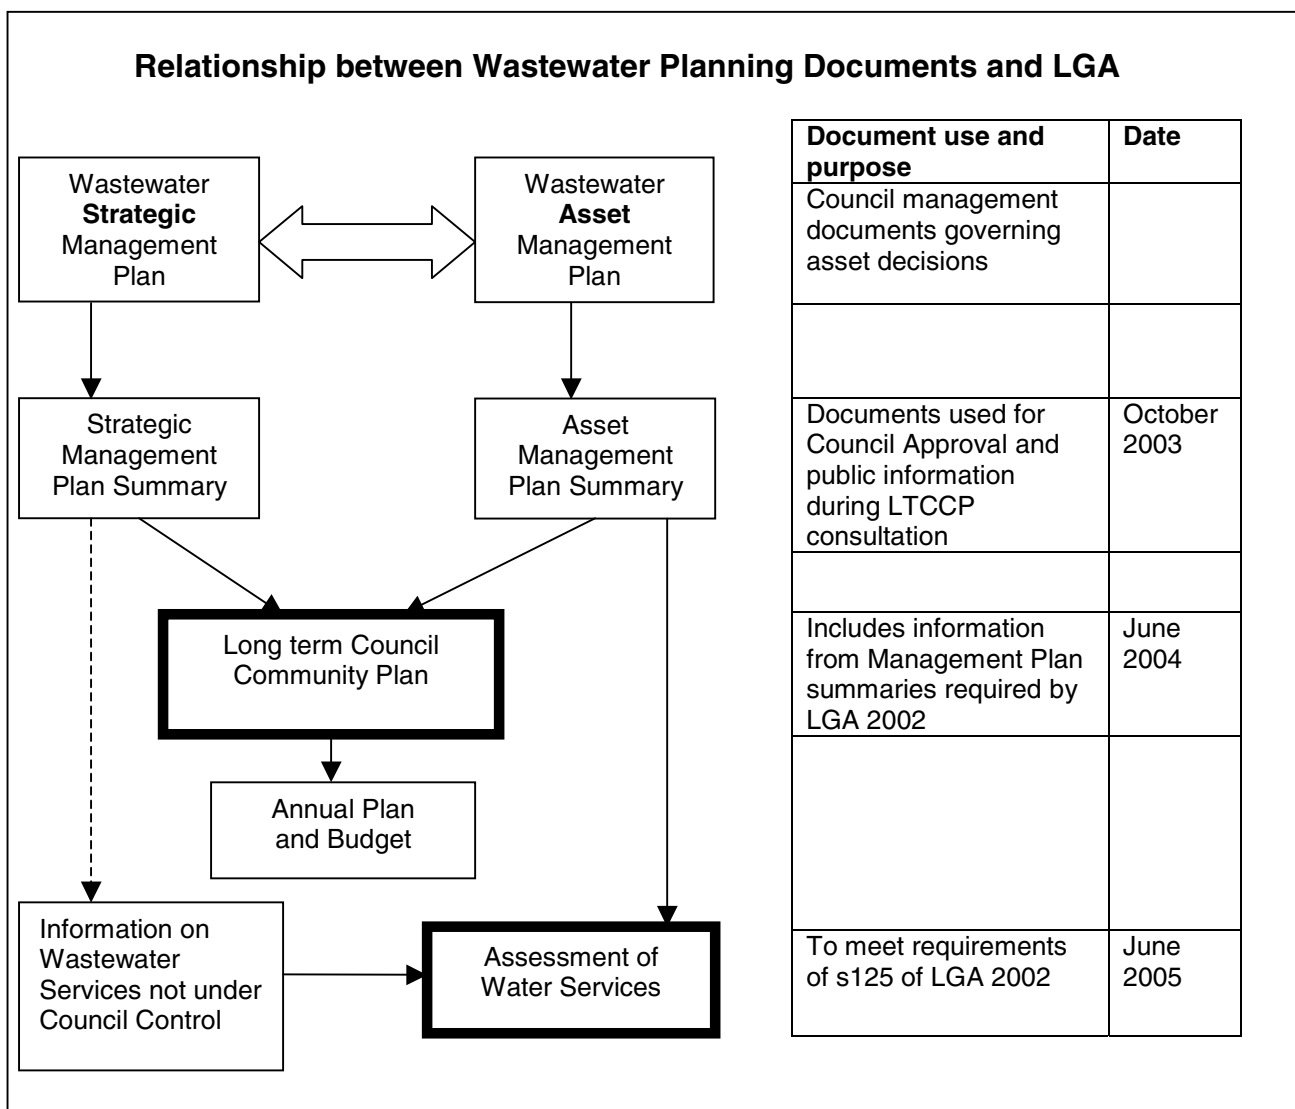 Relationship between Wastewater Planning Documents and LGA
Wastewater
Strategic
Management
Plan
Wastewater
Asset
Management
Plan
Strategic
Management
Plan Summary
Asset
Management
Plan Summary
Long term Council
Community Plan
Annual Plan
and Budget
Information on
Wastewater
Services not under
Council Control
Assessment of
Water Services
Document use and
purpose
Date
Council management
documents governing
asset decisions
Documents used for
Council Approval and
public information
during LTCCP
consultation
October
2003
Includes information
from Management Plan
summaries required by
LGA 2002
June
2004
To meet requirements
of s125 of LGA 2002
June
2005